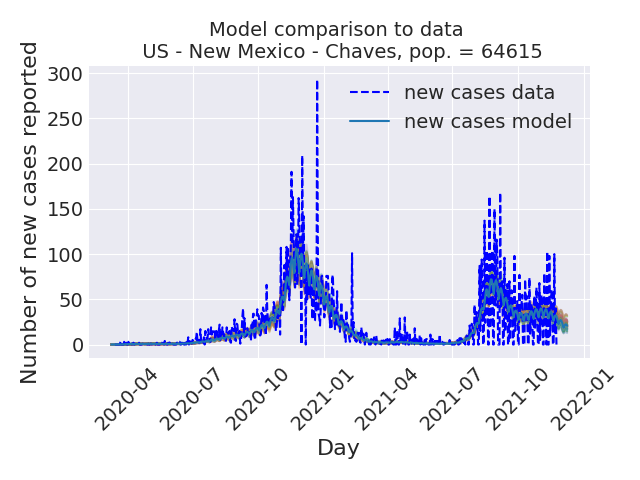 Model comparison to data
US - New Mexico - Chaves, pop. = 64615
Number of new cases reported
300
250
200
150
100
50
0
new cases data
new cases model
2020-04
2020-07
2020-10
2021-01
2021-04
2021-07
2021-10
2022-01
Day